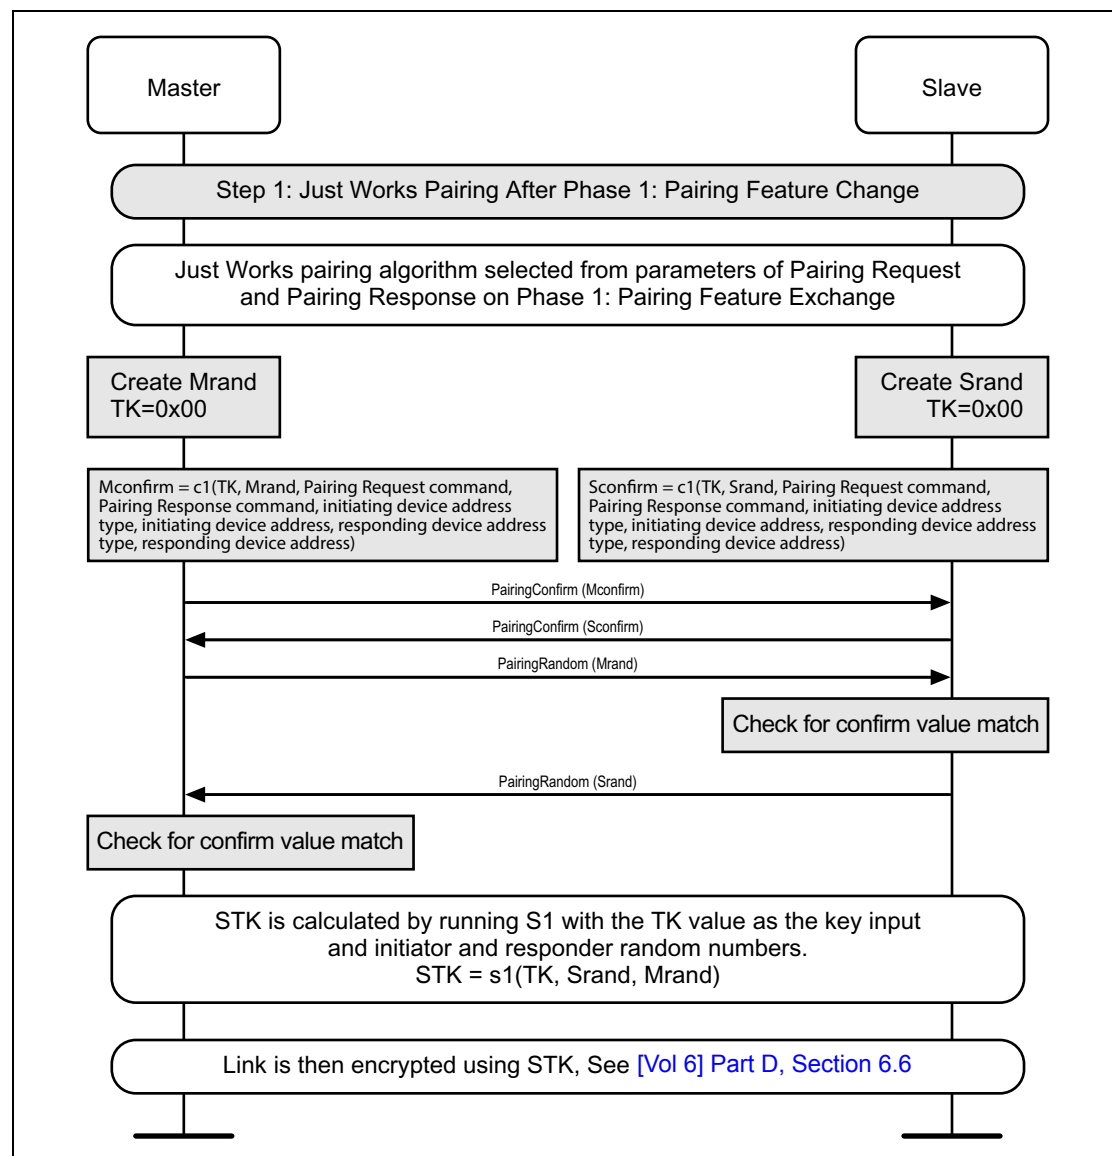 Master
Slave
Step 1: Just Works Pairing After Phase 1: Pairing Feature Change
Just Works pairing algorithm selected from parameters of Pairing Request
and Pairing Response on Phase 1: Pairing Feature Exchange
Create Mrand
TK=0x00
Create Srand
TK=0x00
Mconfirm = c1(TK, Mrand, Pairing Request command,
Pairing Response command, initiating device address
type, initiating device address, responding device address
type, responding device address)
Sconfirm = c1(TK, Srand, Pairing Request command,
Pairing Response command, initiating device address
type, initiating device address, responding device address
type, responding device address)
PairingConfirm (Mconfirm)
PairingConfirm (Sconfirm)
PairingRandom (Mrand)
Check for confirm value match
PairingRandom (Srand)
Check for confirm value match
STK is calculated by running S1 with the TK value as the key input
and initiator and responder random numbers.
STK = s1(TK, Srand, Mrand)
Link is then encrypted using STK, See [Vol 6] Part D, Section 6.6